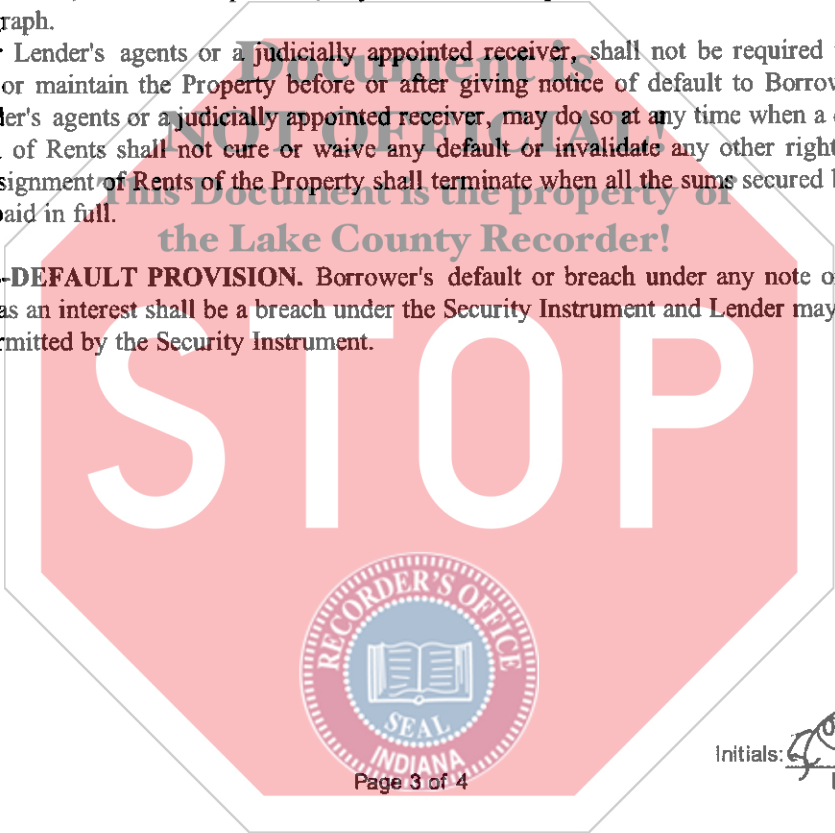 raph.
Lender's agents or a judicially appointed receiver, shall not be required
or maintain the Property before or after giving notice of default to Borrow
er's agents or a judicially appointed receiver, may do so at any time when a
of Rents shall not cure or waive any default or invalidate any other right
signment of Rents of the Property shall terminate when all the sums secured
paid in full.
-DEFAULT PROVISION. Borrower's default or breach under any note o
as an interest shall be a breach under the Security Instrument and Lender may
rmitted by the Security Instrument.
Document is
NOT OFFICIAL!
This Document is the property of
the Lake County Recorder!
STOP
RECORDER'S OFFICE
SEAL
INDIANA
Initials:
Page 3 of 4